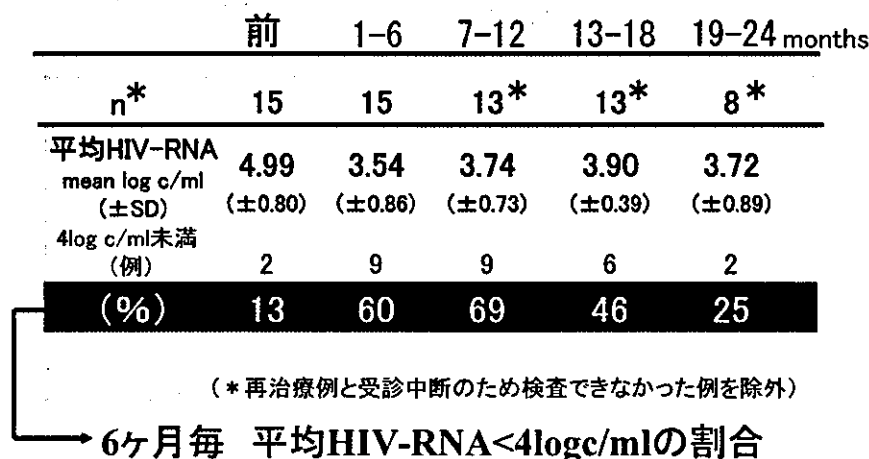 前 1-6 7-12 13-18 19-24 months
n* 15 15 13* 13* 8*
平均HIV-RNA
mean log c/ml 4.99 3.54 3.74 3.90 3.72
(±SD) (±0.80) (±0.86) (±0.73) (±0.39) (±0.89)
4log c/ml未満
(例) 2 9 9 6 2
(%) 13 60 69 46 25
(*再治療例と受診中断のため検査できなかった例を除外)
6ヶ月毎 平均HIV-RNA<4logc/mlの割合